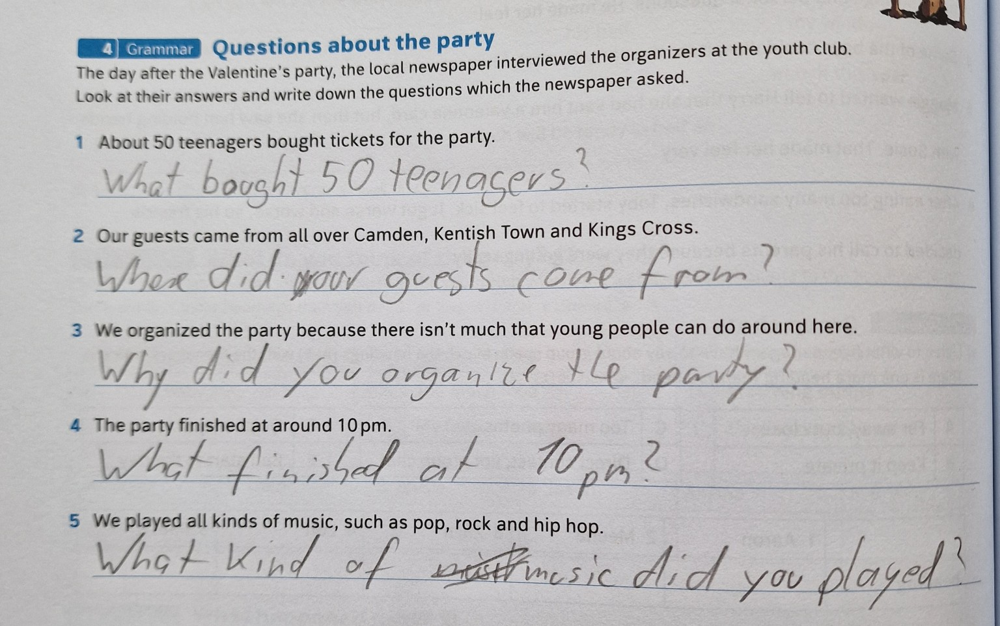 4 Grammar Questions about the party
The day after the Valentine's party, the local newspaper interviewed the organizers at the youth club.
Look at their answers and write down the questions which the newspaper asked.
1 About 50 teenagers bought tickets for the party.
What bought 50 teenagers?
2 Our guests came from all over Camden, Kentish Town and Kings Cross.
Where did your guests come from?
3 We organized the party because there isn't much that young people can do around here.
Why did you organize the party?
4 The party finished at around 10 pm.
What finished at 10 pm?
5 We played all kinds of music, such as pop, rock and hip hop.
What kind of music did you played?